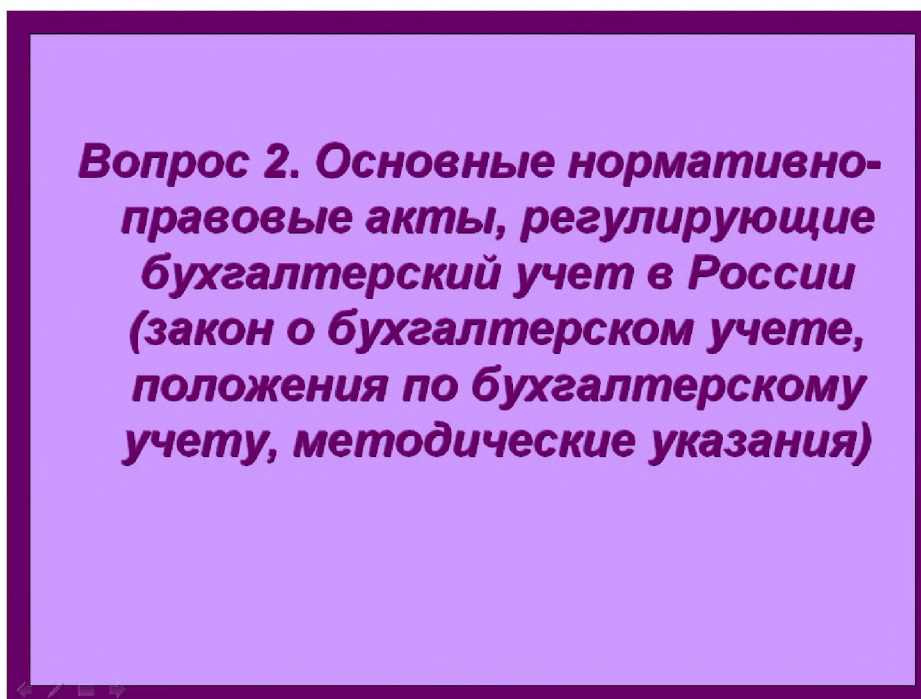 Вопрос 2. Основные нормативно-
правовые акты, регулирующие
бухгалтерский учет в России
(закон о бухгалтерском учете,
положения по бухгалтерскому
учету, методические указания)